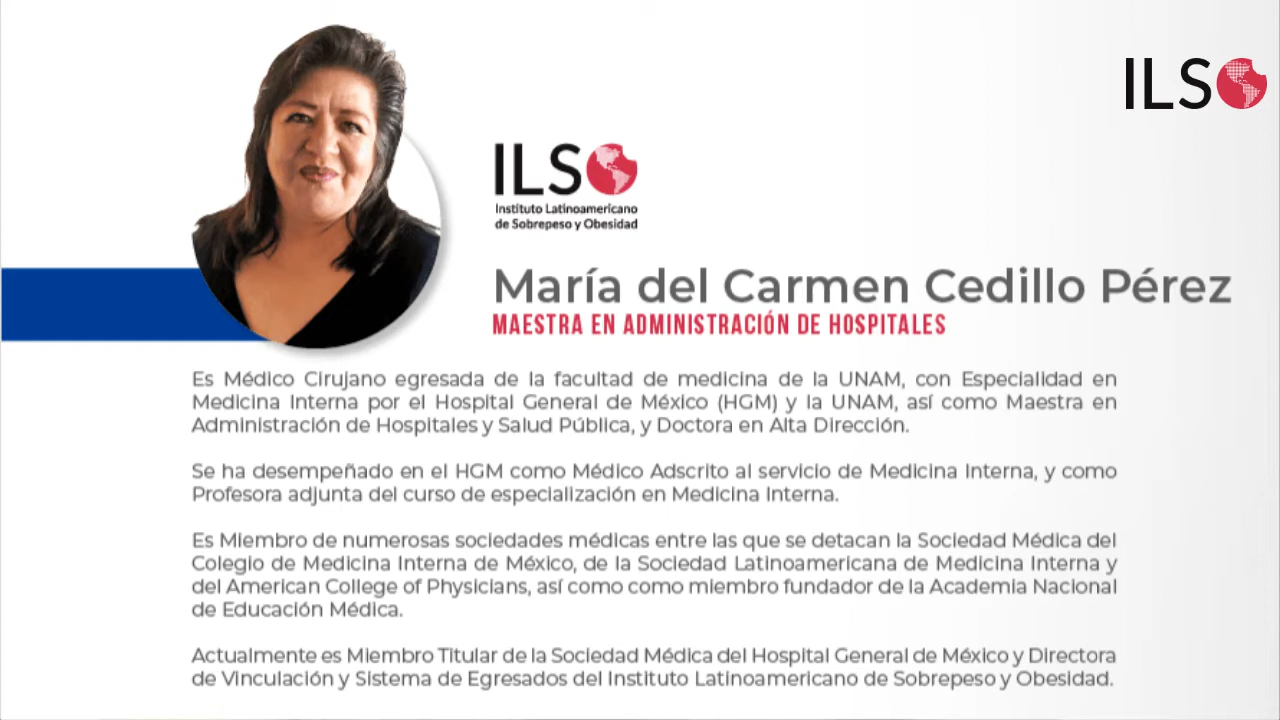 ILSO
ILSO
Instituto Latinoamericano
de Sobrepeso y Obesidad
María del Carmen Cedillo Pérez
MAESTRA EN ADMINISTRACIÓN DE HOSPITALES
Es Médico Cirujano egresada de la facultad de medicina de la UNAM, con Especialidad en
Medicina Interna por el Hospital General de México (HGM) y la UNAM, así como Maestra en
Administración de Hospitales y Salud Pública, y Doctora en Alta Dirección.
Se ha desempeñado en el HGM como Médico Adscrito al servicio de Medicina Interna, y como
Profesora adjunta del curso de especialización en Medicina Interna.
Es Miembro de numerosas sociedades médicas entre las que se detacan la Sociedad Médica del
Colegio de Medicina Interna de México, de la Sociedad Latinoamericana de Medicina Interna y
del American College of Physicians, así como como miembro fundador de la Academia Nacional
de Educación Médica.
Actualmente es Miembro Titular de la Sociedad Médica del Hospital General de México y Directora
de Vinculación y Sistema de Egresados del Instituto Latinoamericano de Sobrepeso y Obesidad.